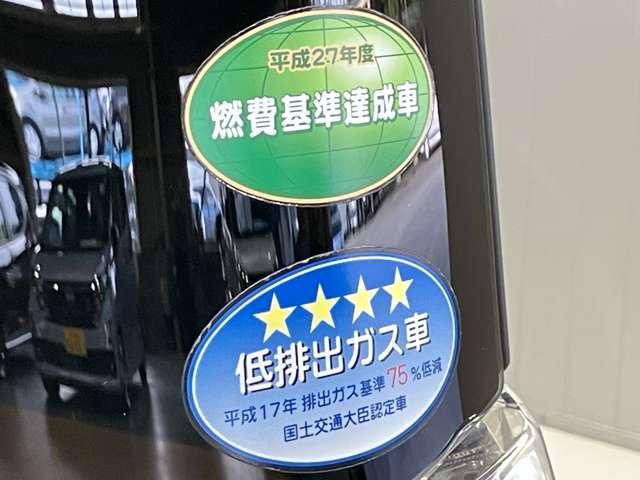 平成27年度
燃費基準達成車
★★★★
低排出ガス車
平成17年 排出ガス基準75%低減
国土交通大臣認定車